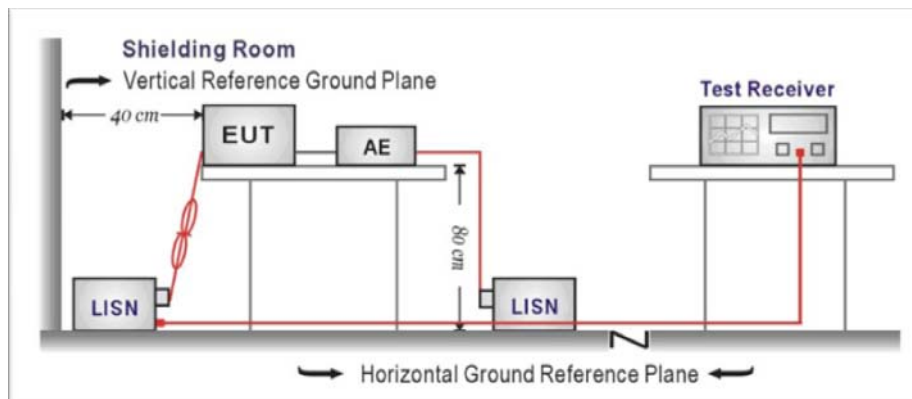 Shielding Room
Vertical Reference Ground Plane
40 cm
Test Receiver
EUT
AE
80 cm
LISN
LISN
Horizontal Ground Reference Plane